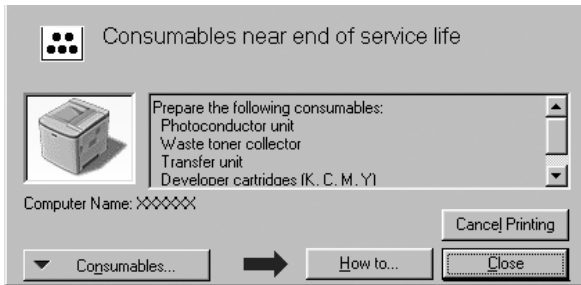 Consumables near end of service life
Prepare the following consumables:
Photoconductor unit
Waste toner collector
Transfer unit
Developer cartridges (K, C, M, Y)
Computer Name: XXXXXX
Cancel Printing
Consumables...
How to...
Close